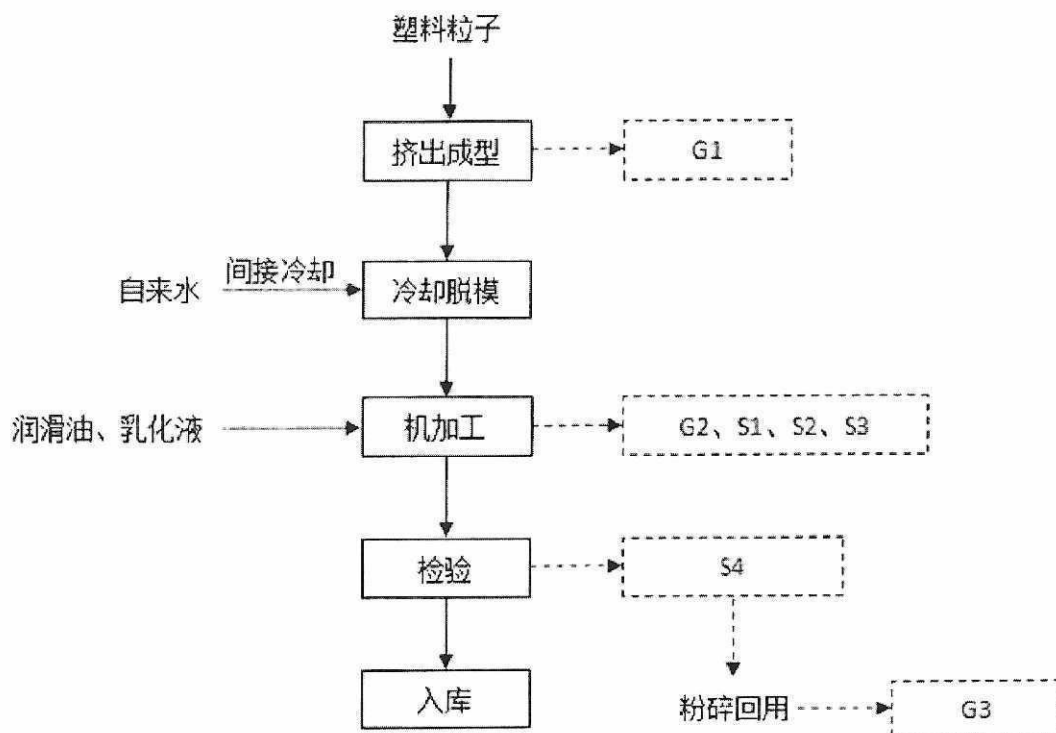 塑料粒子
挤出成型
G1
自来水
间接冷却
冷却脱模
润滑油、乳化液
机加工
G2、S1、S2、S3
检验
S4
入库
粉碎回用
G3